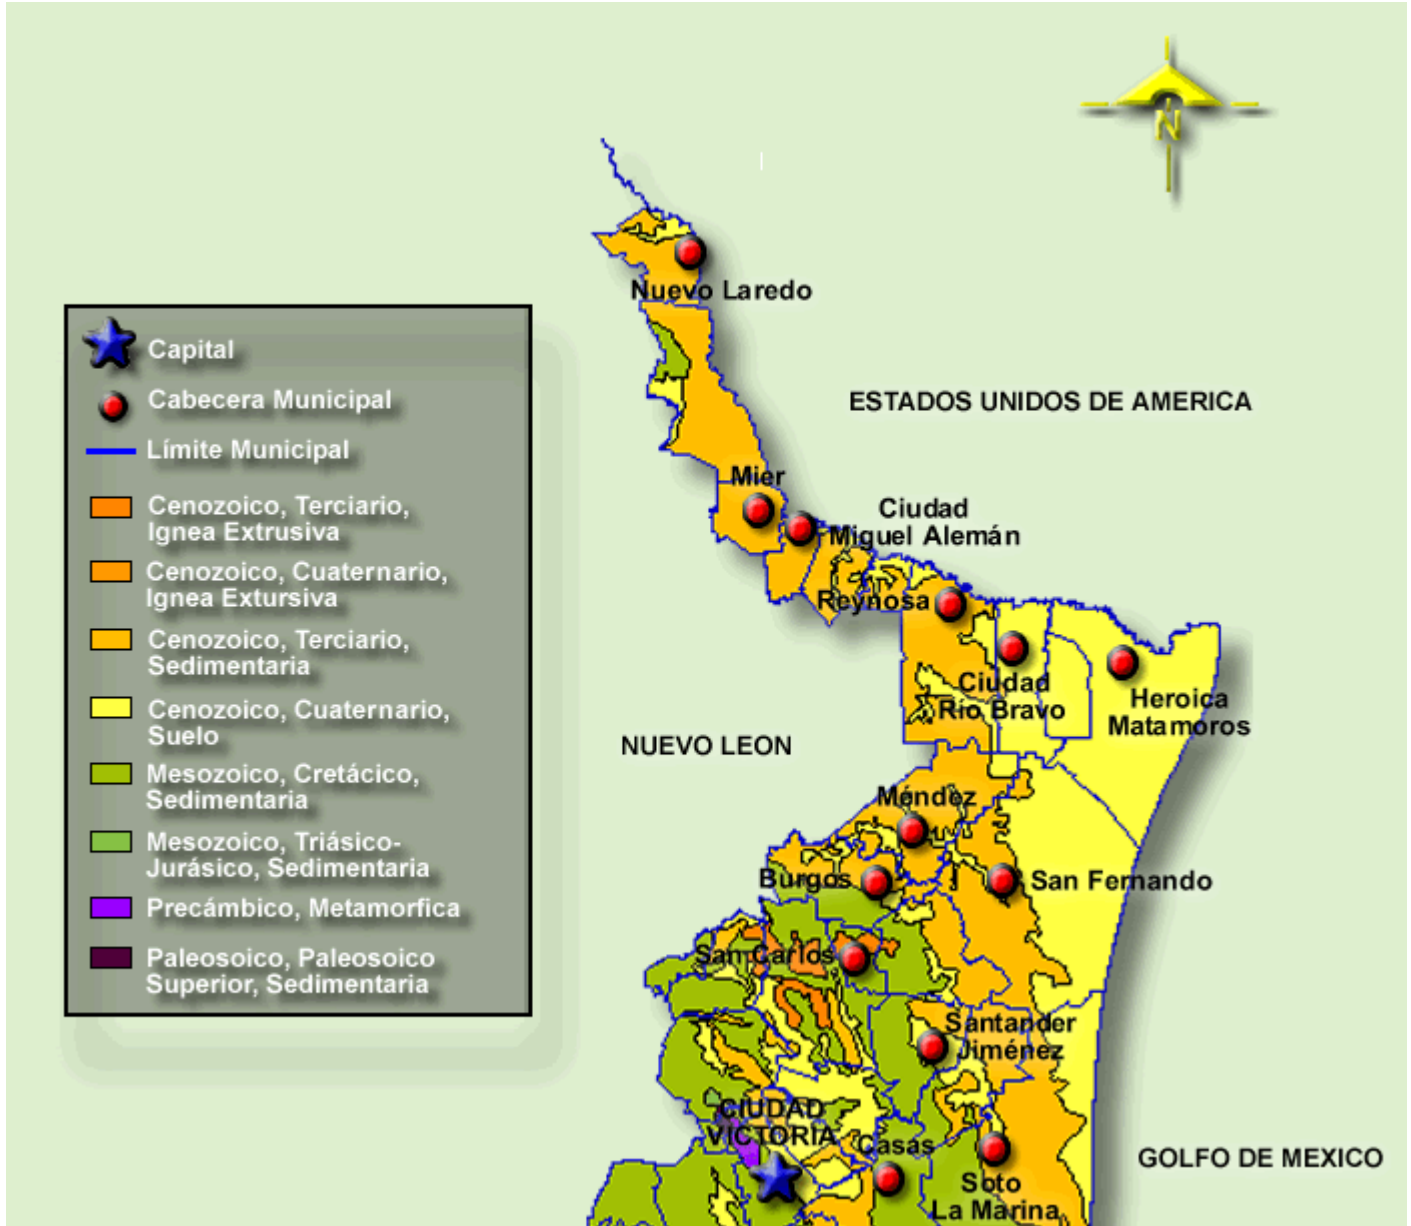 N
Nuevo Laredo
Capital
Cabecera Municipal
Límite Municipal
Cenozoico, Terciario,
Ignea Extrusiva
Cenozoico, Cuaternario,
Ignea Extursiva
Cenozoico, Terciario,
Sedimentaria
Cenozoico, Cuaternario,
Suelo
Mesozoico, Cretácico,
Sedimentaria
Mesozoico, Triásico-
Jurásico, Sedimentaria
Precámbico, Metamorfica
Paleosoico, Paleosoico
Superior, Sedimentaria
ESTADOS UNIDOS DE AMERICA
Mier
Ciudad
Miguel Alemán
Reynosa
Ciudad
Río Bravo
Heroica
Matamoros
NUEVO LEON
Méndez
Burgos
San Fernando
San Carlos
Santander
Jiménez
CIUDAD
VICTORIA
Casas
Soto
La Marina
GOLFO DE MEXICO